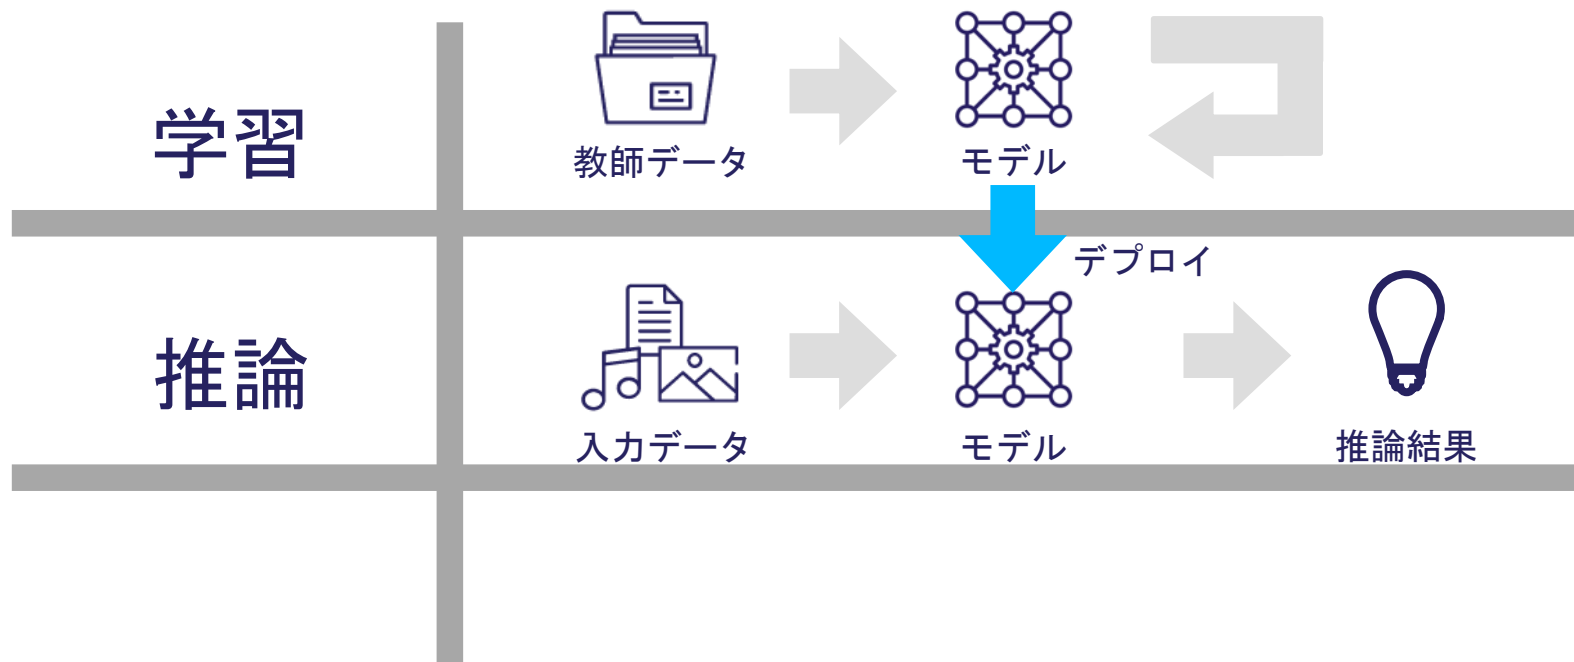 学習
教師データ
モデル
デプロイ
推論
入力データ
モデル
推論結果